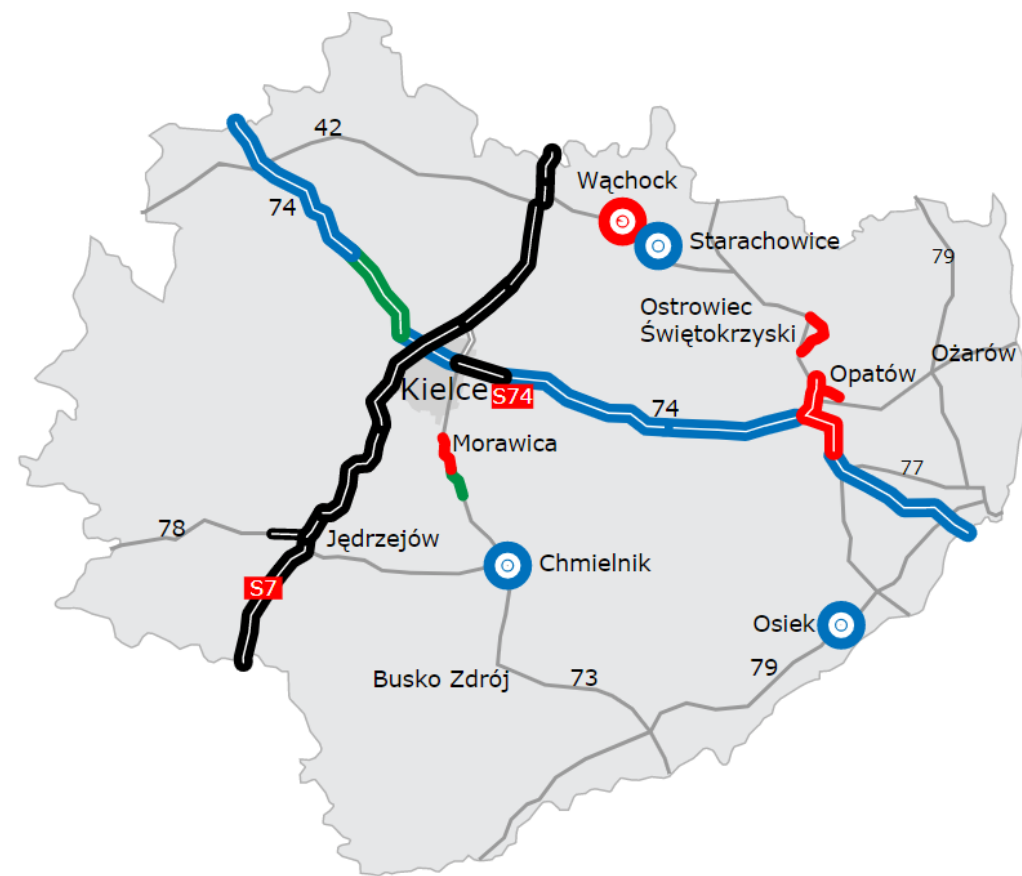 42
Wąchock
74
Starachowice
79
Ostrowiec
Świętokrzyski
Ożarów
Opatów
Kielce
S74
74
Morawica
77
78
Jędrzejów
Chmielnik
S7
Osiek
Busko Zdrój
73
79